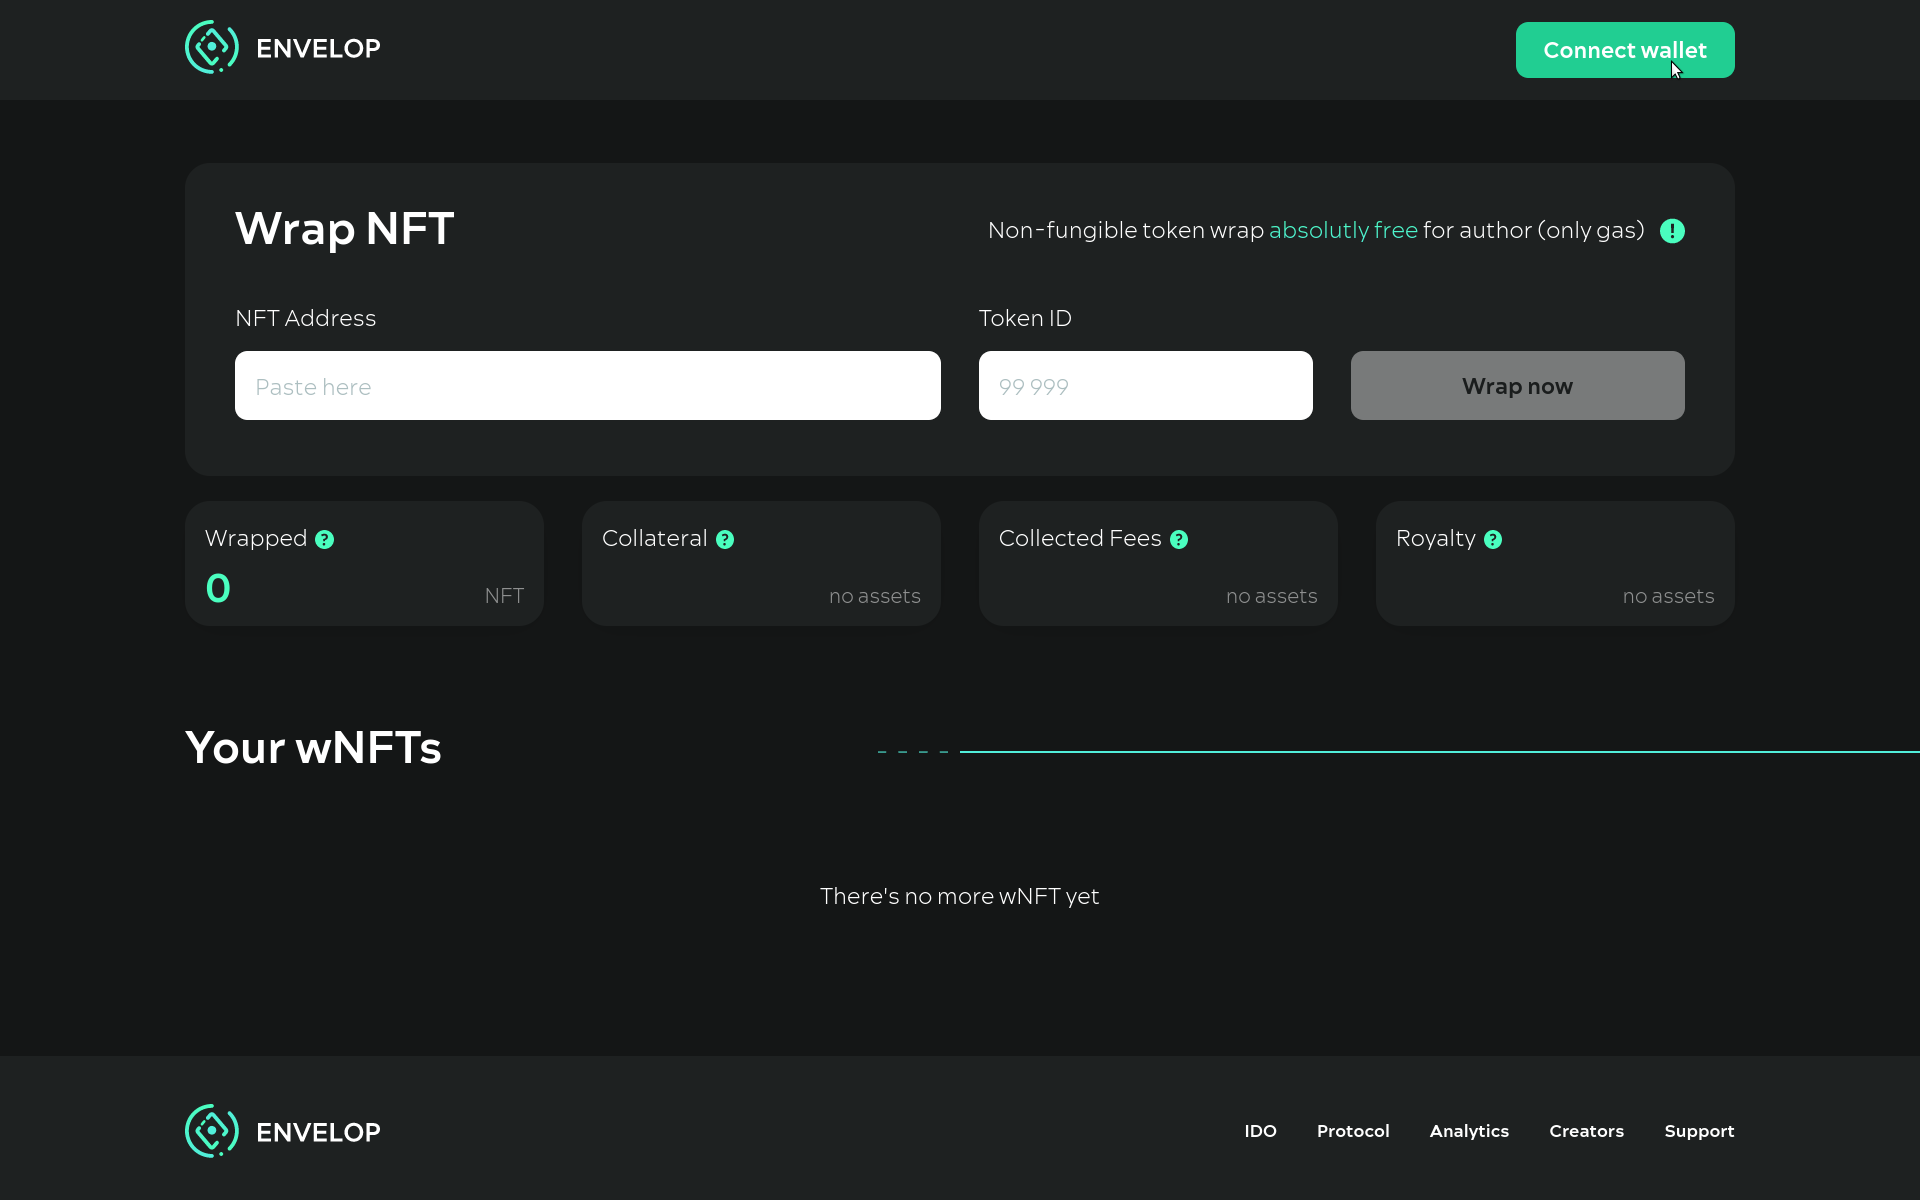 ENVELOP
Connect wallet
Wrap NFT
Non-fungible token wrap absolutly free for author (only gas) !
NFT Address
Token ID
Paste here
99 999
Wrap now
Wrapped ?
Collateral ?
Collected Fees ?
Royalty ?
0
NFT
no assets
no assets
no assets
Your wNFTs
There's no more wNFT yet
ENVELOP
IDO
Protocol
Analytics
Creators
Support